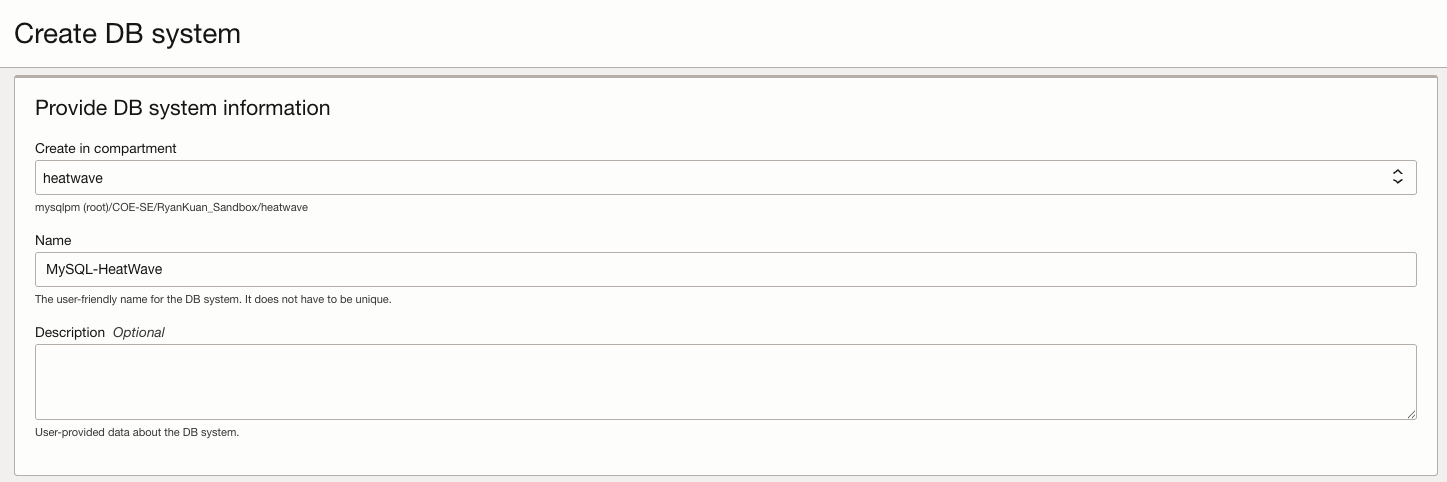 Create DB system
Provide DB system information
Create in compartment
heatwave
mysqlpm (root)/COE-SE/RyanKuan_Sandbox/heatwave
Name
MySQL-HeatWave
The user-friendly name for the DB system. It does not have to be unique.
Description Optional
User-provided data about the DB system.